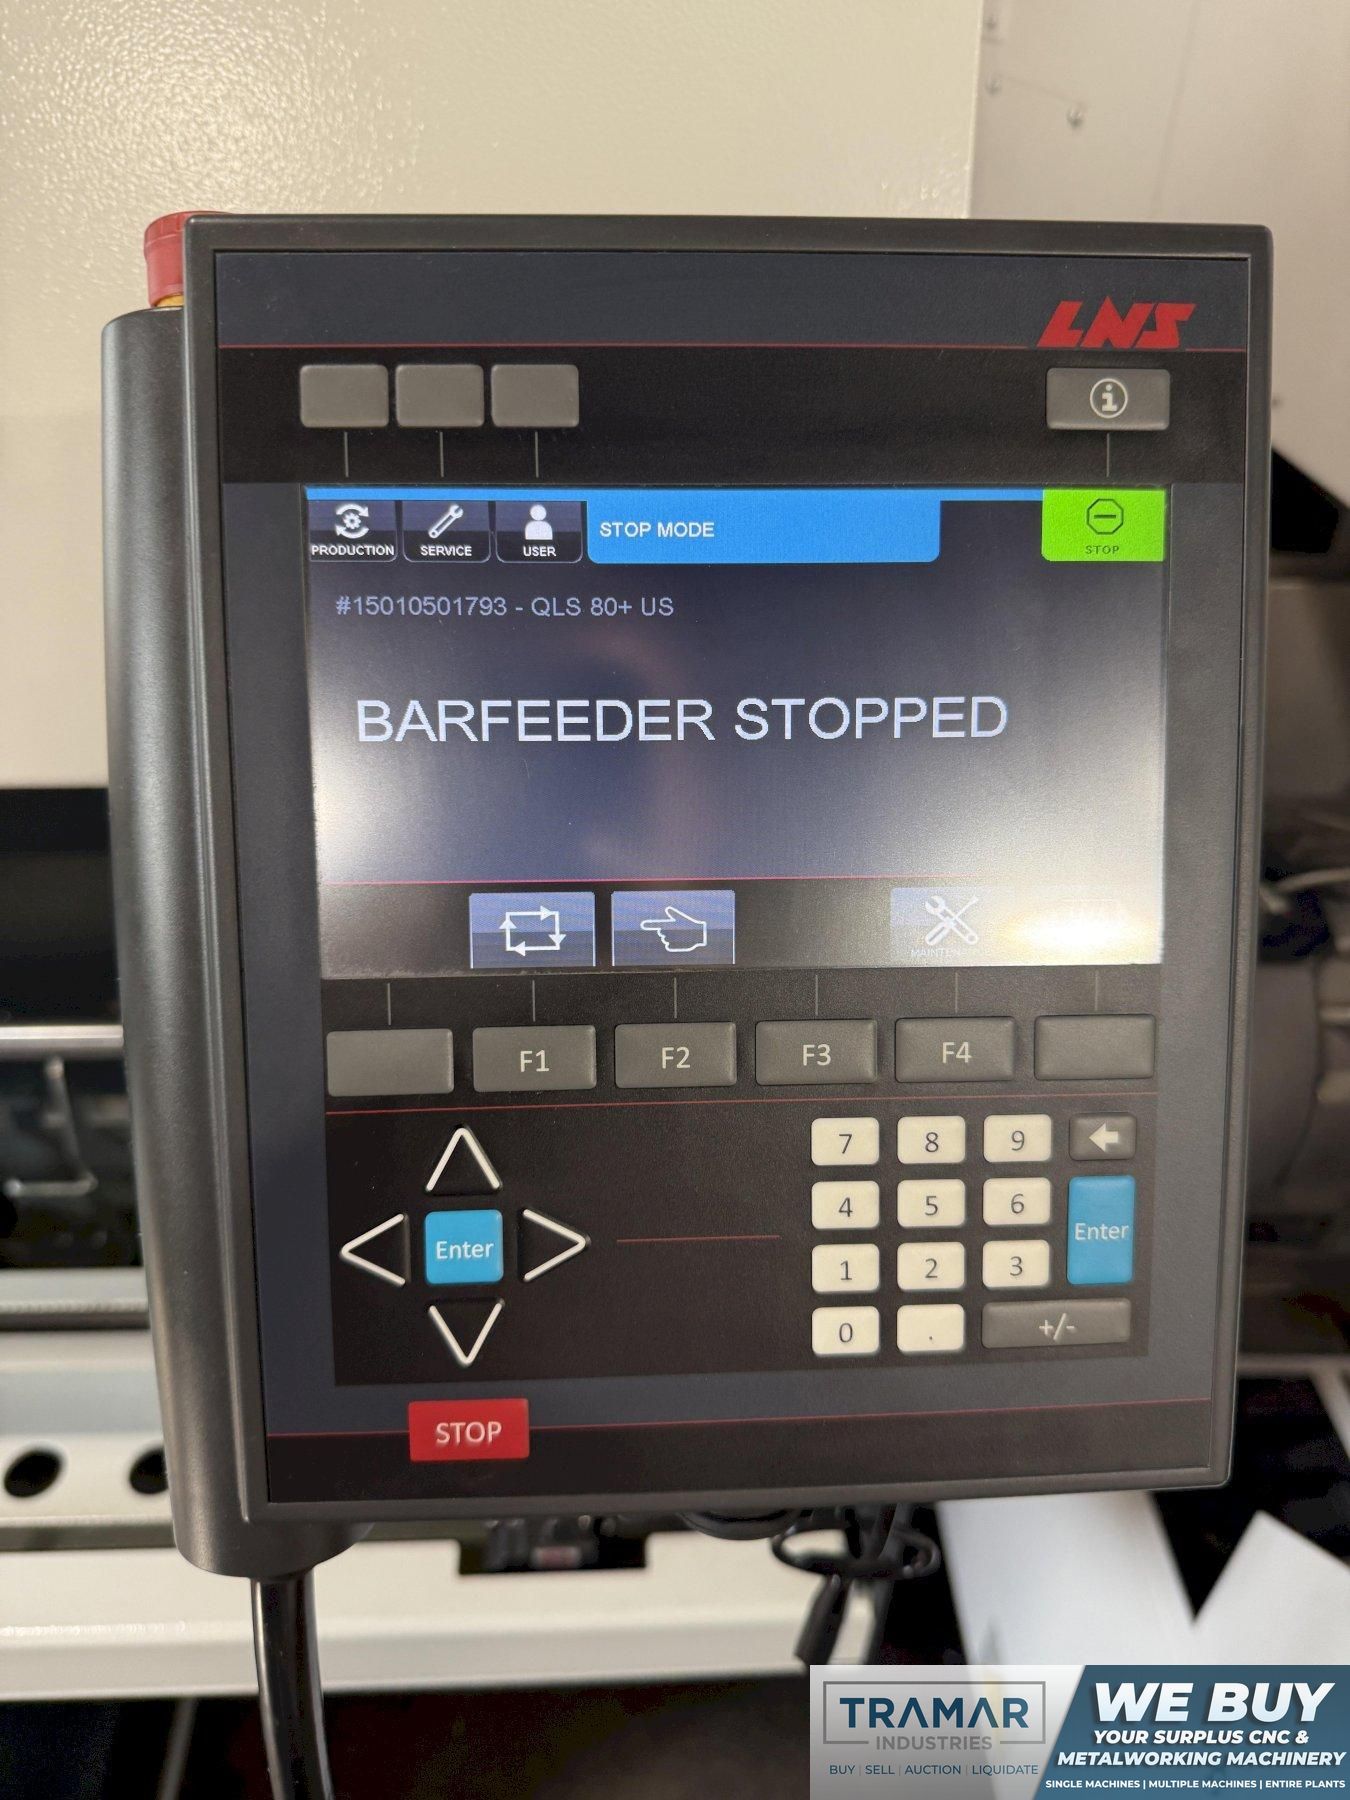 LNS
i
PRODUCTION
SERVICE
USER
STOP MODE
STOP
#15010501793 - QLS 80+ US
BARFEEDER STOPPED
F1
F2
F3
F4
7 8 9
4 5 6
Enter
Enter
1 2 3
0 . +/-
STOP
TRAMAR
INDUSTRIES
BUY | SELL | AUCTION | LIQUIDATE
WE BUY
YOUR SURPLUS CNC &
METALWORKING MACHINERY
SINGLE MACHINES | MULTIPLE MACHINES | ENTIRE PLANTS